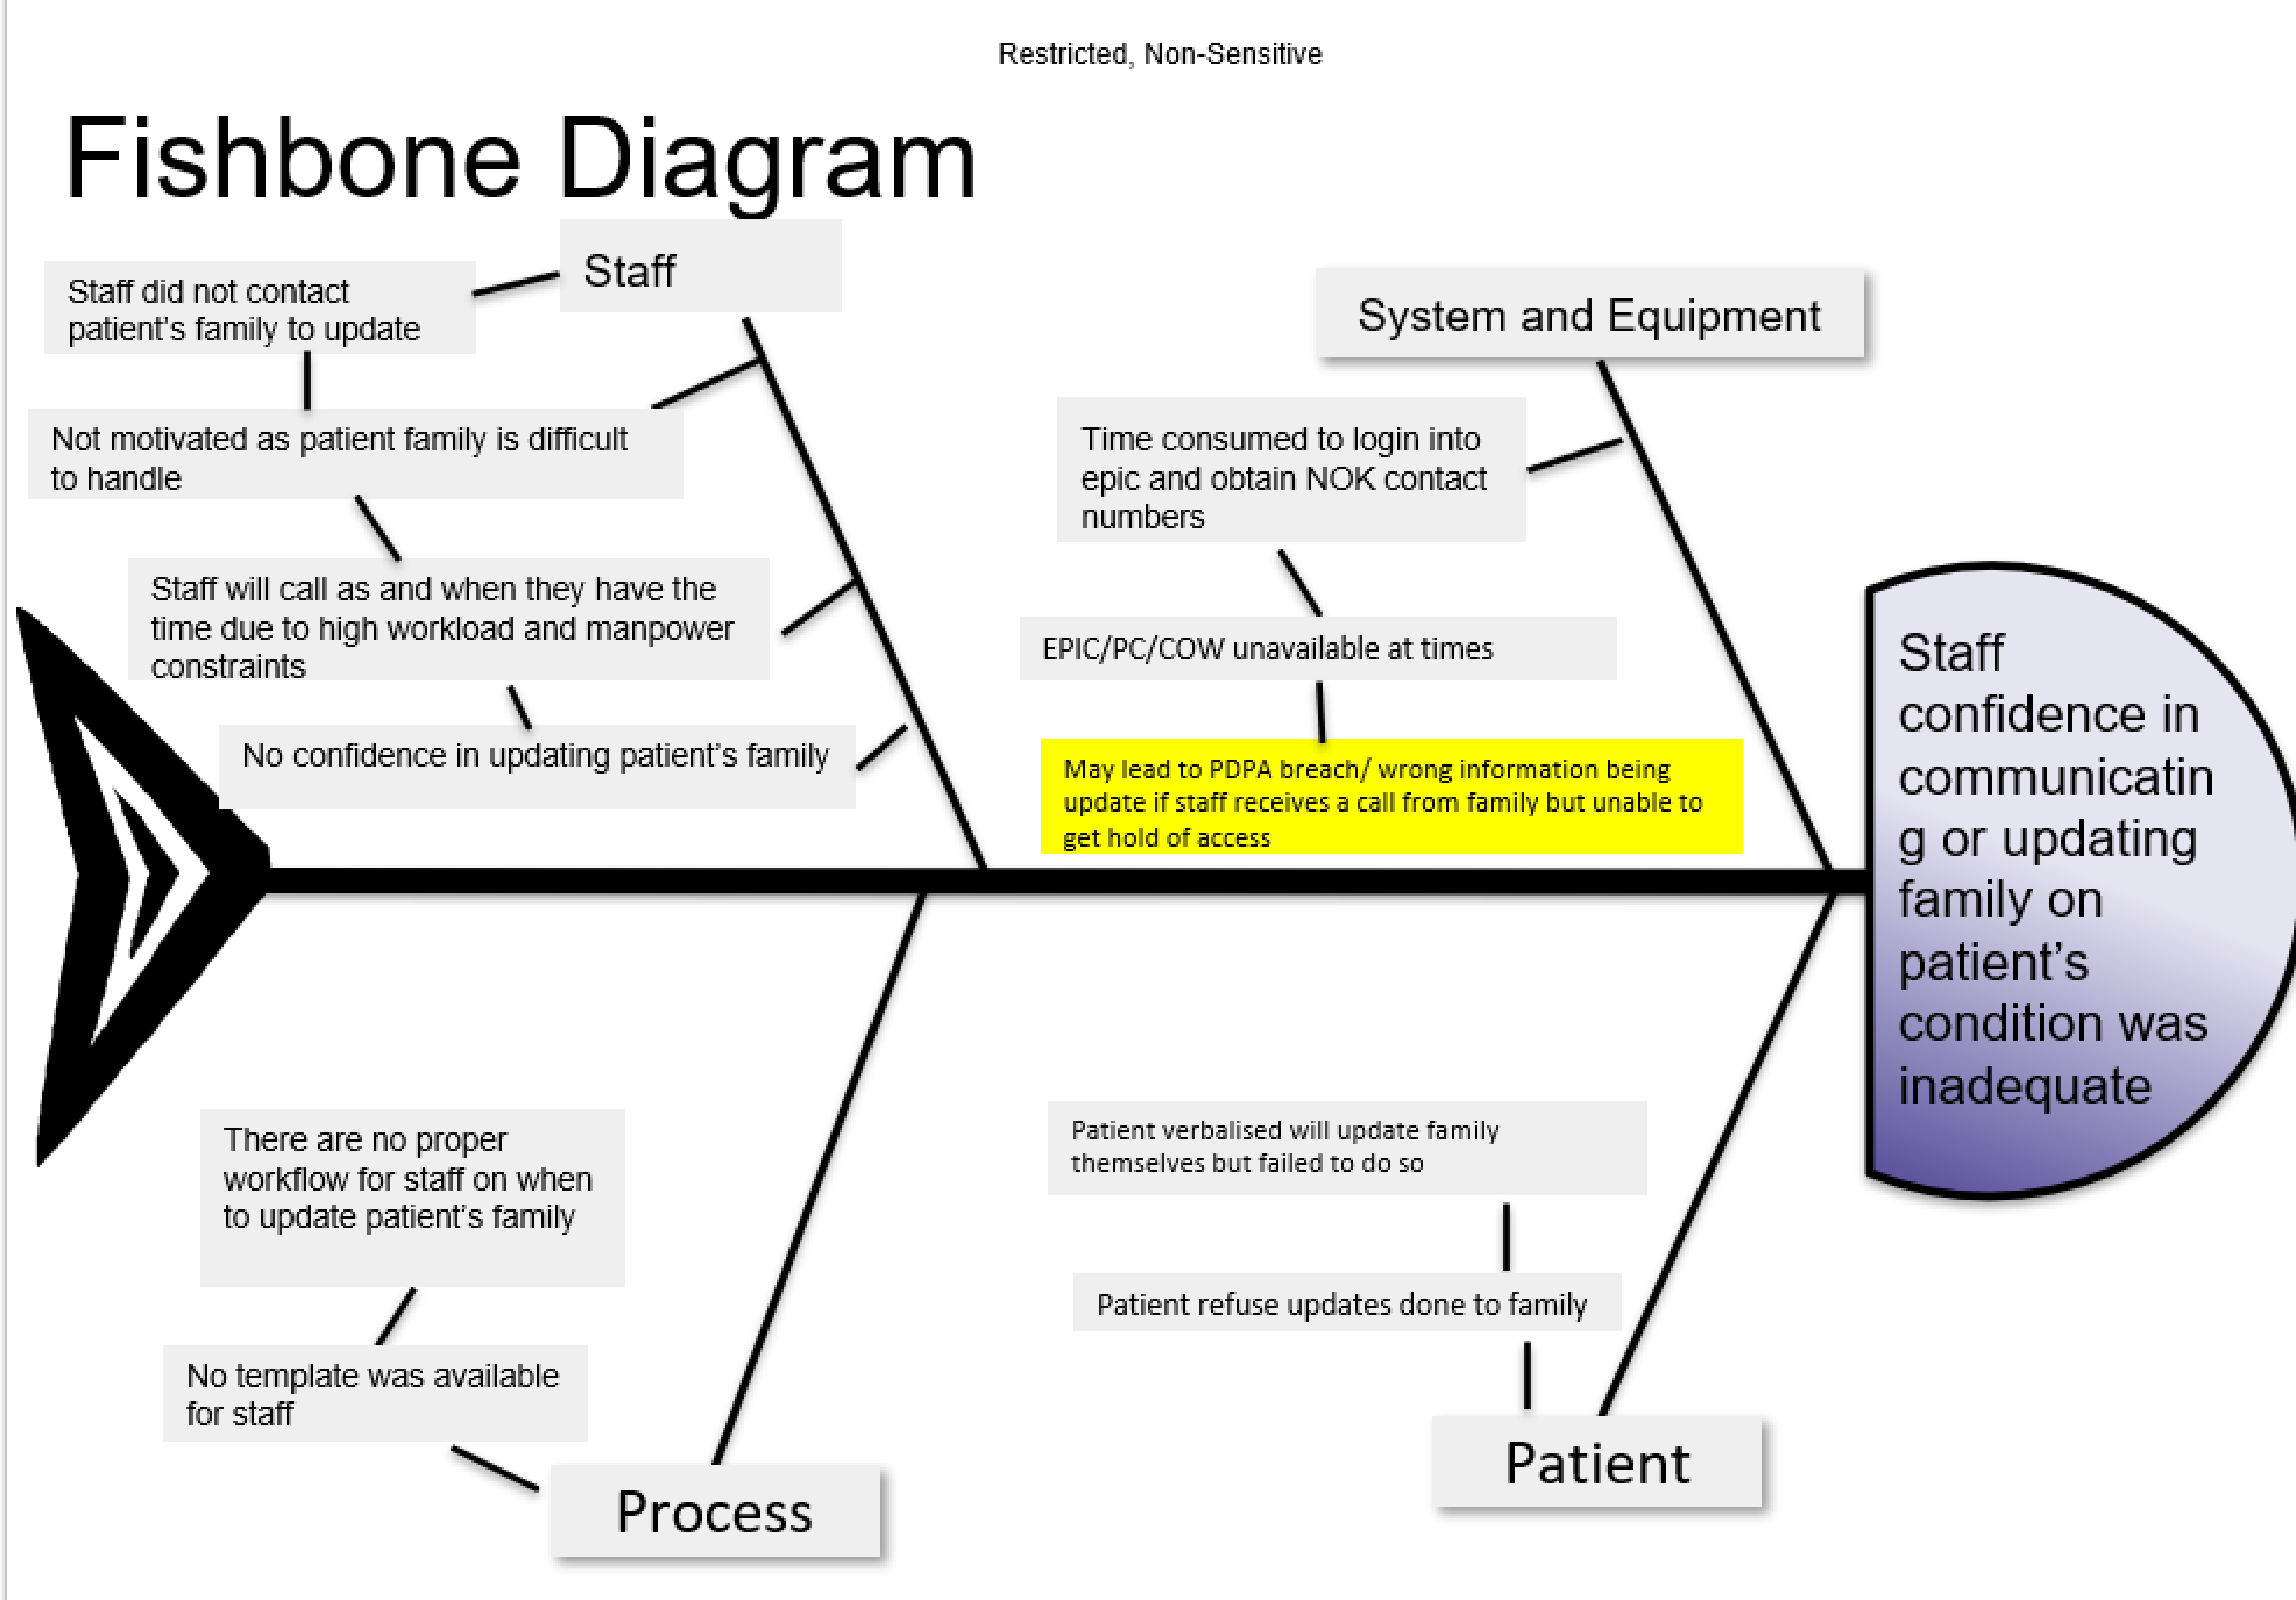 Restricted, Non-Sensitive
Fishbone Diagram
Staff
Staff did not contact
patient's family to update
Not motivated as patient family is difficult
to handle
Staff will call as and when they have the
time due to high workload and manpower
constraints
No confidence in updating patient's family
System and Equipment
Time consumed to login into
epic and obtain NOK contact
numbers
EPIC/PC/COW unavailable at times
May lead to PDPA breach/ wrong information being
update if staff receives a call from family but unable to
get hold of access
Staff
confidence in
communicatin
g or updating
family on
patient's
condition was
inadequate
There are no proper
workflow for staff on when
to update patient's family
No template was available
for staff
Process
Patient verbalised will update family
themselves but failed to do so
Patient refuse updates done to family
Patient